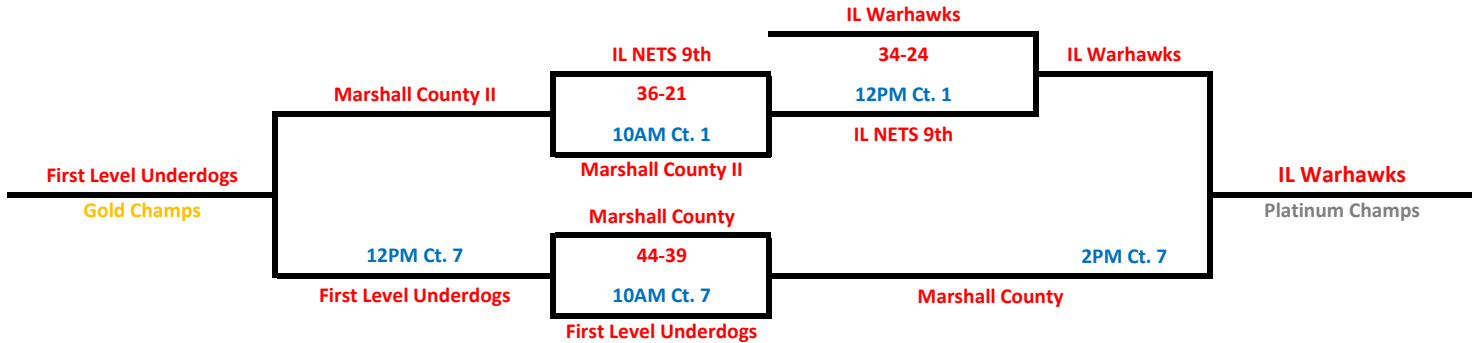 IL Warhawks
IL NETS 9th
34-24
IL Warhawks
Marshall County II
36-21
12PM Ct. 1
10AM Ct. 1
IL NETS 9th
Marshall County II
First Level Underdogs
IL Warhawks
Gold Champs
Platinum Champs
Marshall County
12PM Ct. 7
44-39
2PM Ct. 7
First Level Underdogs
10AM Ct. 7
Marshall County
First Level Underdogs